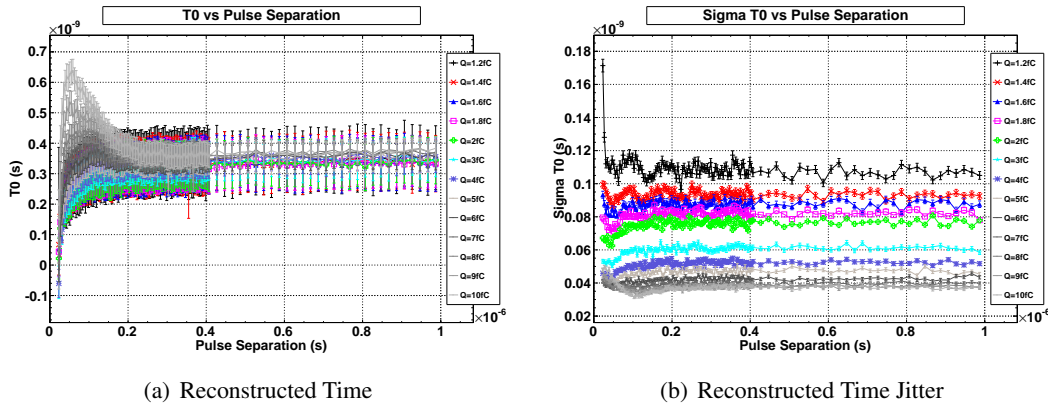 T0 vs Pulse Separation
×10⁻⁹
0.7
0.6
0.5
0.4
0.3
0.2
0.1
0
-0.1
T0 (s)
0 0.2 0.4 0.6 0.8 1
×10⁻⁶
Pulse Separation (s)
Q=1.2fC
Q=1.4fC
Q=1.6fC
Q=1.8fC
Q=2fC
Q=3fC
Q=4fC
Q=5fC
Q=6fC
Q=7fC
Q=8fC
Q=9fC
Q=10fC
(a) Reconstructed Time
Sigma T0 vs Pulse Separation
×10⁻⁹
0.18
0.16
0.14
0.12
0.1
0.08
0.06
0.04
0.02
Sigma T0 (s)
0 0.2 0.4 0.6 0.8 1
×10⁻⁶
Pulse Separation (s)
Q=1.2fC
Q=1.4fC
Q=1.6fC
Q=1.8fC
Q=2fC
Q=3fC
Q=4fC
Q=5fC
Q=6fC
Q=7fC
Q=8fC
Q=9fC
Q=10fC
(b) Reconstructed Time Jitter